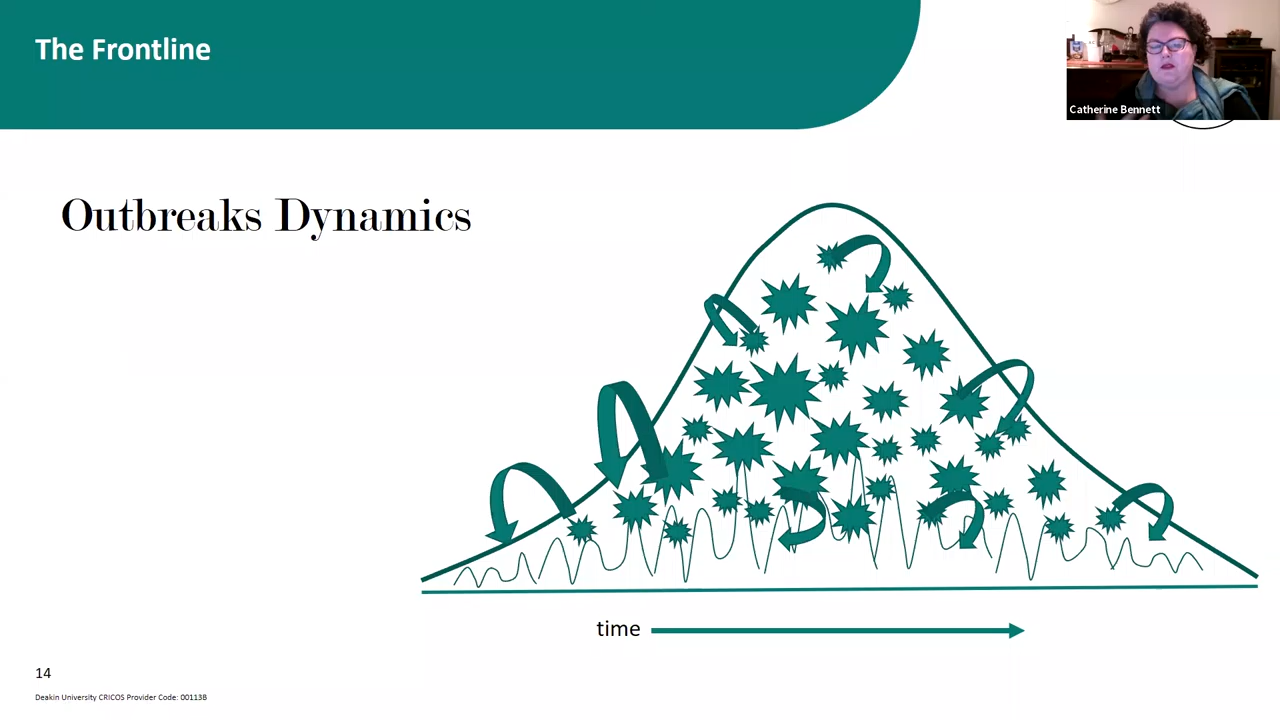 The Frontline
Catherine Bennett
Outbreaks Dynamics
time
14
Deakin University CRICOS Provider Code: 00113B